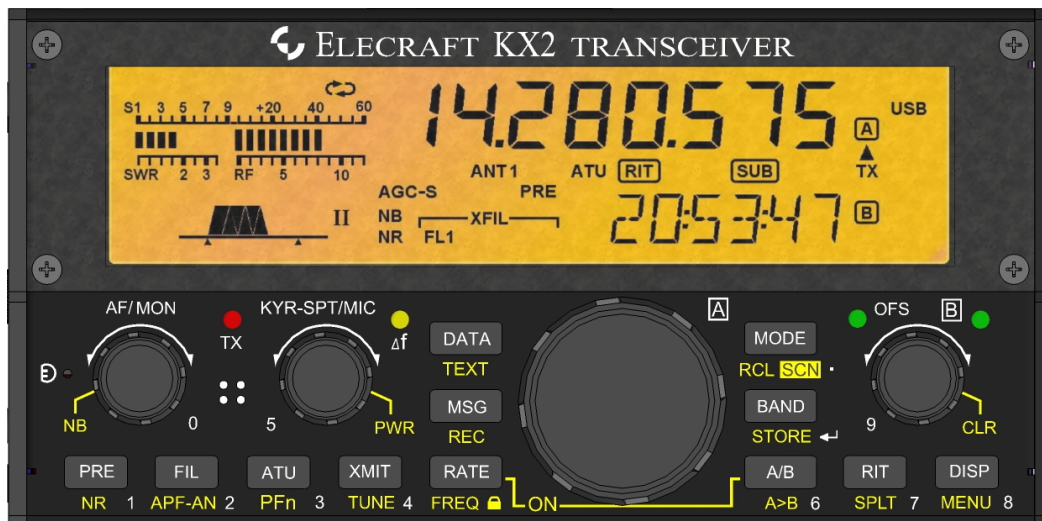 ELECRAFT KX2 TRANSCEIVER
S1 3 5 7 9 +20 40 60
SWR 2 3 RF 5 10
14.280.575
USB
A
TX
ANT1 ATU RIT SUB
AGC-S PRE
NB XFIL
NR FL1
II
20:53:47
B
AF/MON
TX
NB 0
KYR-SPT/MIC
Δf
5 PWR
DATA
TEXT
MSG
REC
A
MODE
RCL SCN
BAND
STORE
OFS B
9 CLR
PRE FIL ATU XMIT RATE A/B RIT DISP
NR 1 APF-AN 2 PFn 3 TUNE 4 FREQ ON A>B 6 SPLT 7 MENU 8